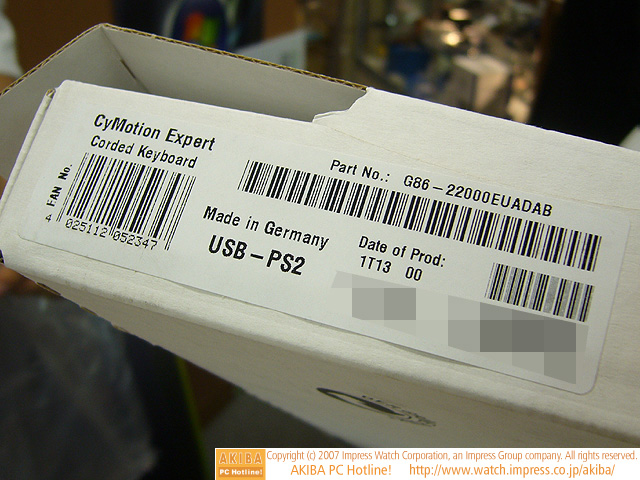 CyMotion Expert
Corded Keyboard
EAN No.
4 025112 052347
Part No.: G86-22000EUADAB
Made in Germany
USB-PS2
Date of Prod:
1T13 00
AKIBA
PC Hotline!
Copyright (c) 2007 Impress Watch Corporation, an Impress Group company. All rights reserved.
AKIBA PC Hotline! http://www.watch.impress.co.jp/akiba/